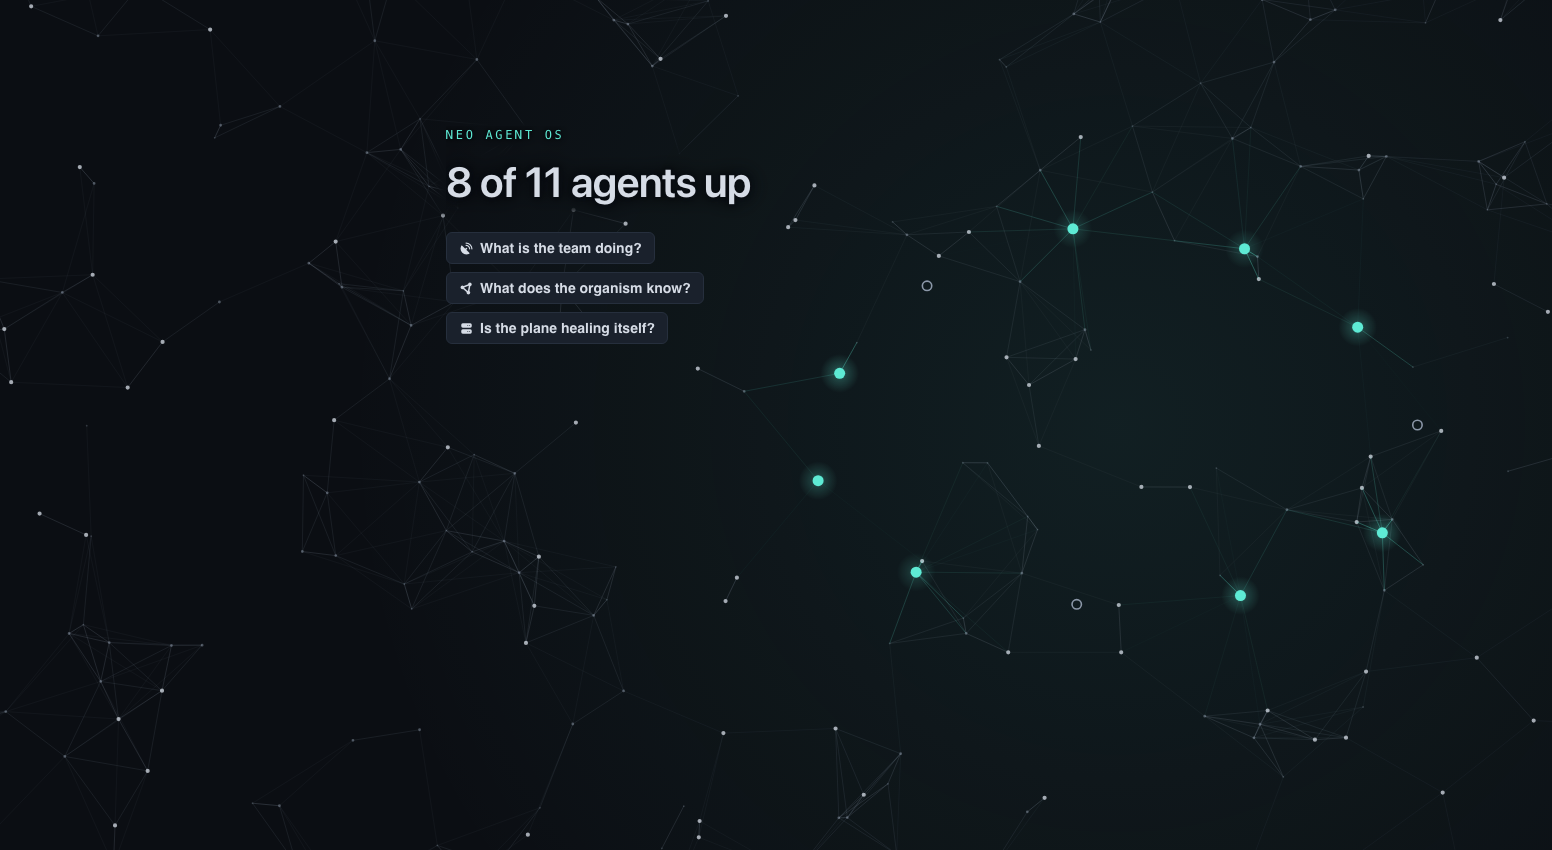 NEO AGENT OS
8 of 11 agents up
What is the team doing?
What does the organism know?
Is the plane healing itself?